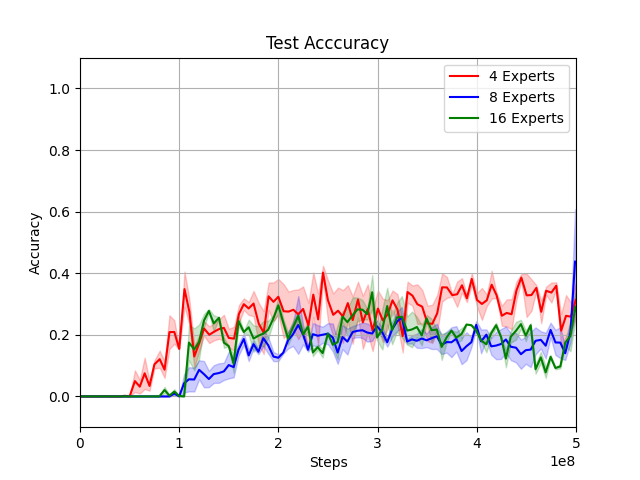 Test Acccuracy
4 Experts
8 Experts
16 Experts
Accuracy
1.0
0.8
0.6
0.4
0.2
0.0
0 1 2 3 4 5
1e8
Steps